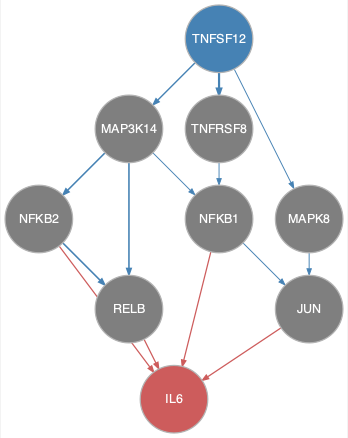 TNFSF12
MAP3K14
TNFRSF8
NFKB2
NFKB1
MAPK8
RELB
JUN
IL6